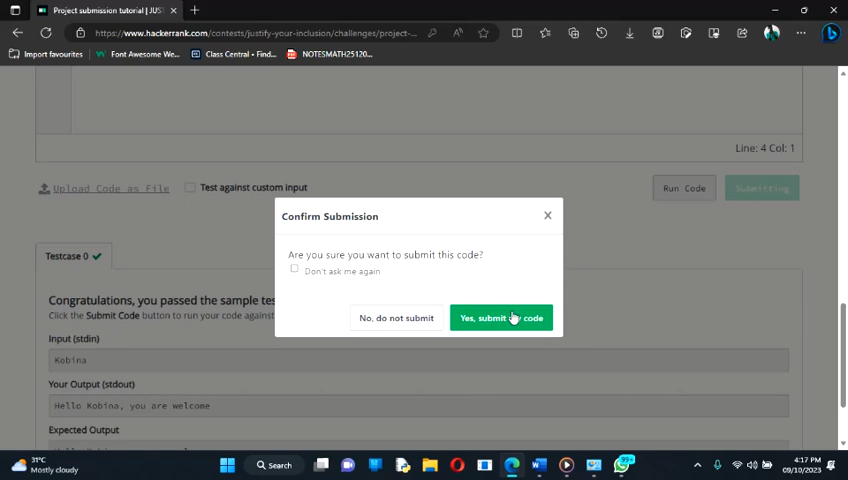 Project submission tutorial | JUST
https://www.hackerrank.com/contests/justify-your-inclusion/challenges/project-...
Import favourites
Font Awesome We...
Class Central • Find...
NOTESMATH25120...
Line: 4 Col: 1
Upload Code as File
Test against custom input
Run Code
Submitting
Confirm Submission
X
Are you sure you want to submit this code?
Don't ask me again
No, do not submit
Yes, submit my code
Testcase 0
Congratulations, you passed the sample tes
Click the Submit Code button to run your code against
Input (stdin)
Kobina
Your Output (stdout)
Hello Kobina, you are welcome
Expected Output
31°C
Mostly cloudy
Search
99+
4:17 PM
09/10/2023